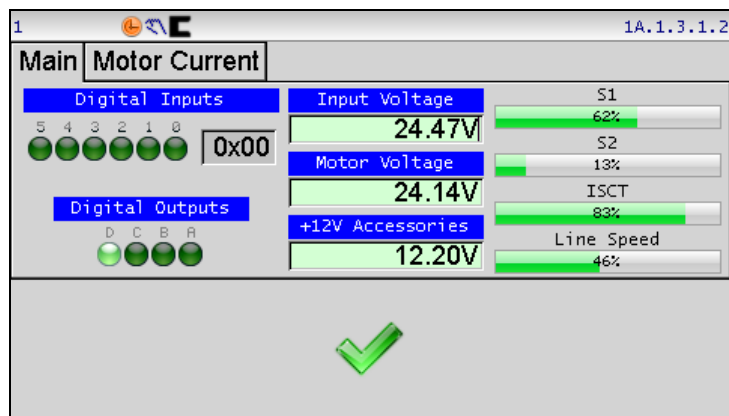 1 1A.1.3.1.2
Main Motor Current
Digital Inputs
5 4 3 2 1 0
0x00
Digital Outputs
D C B A
Input Voltage
24.47V
Motor Voltage
24.14V
+12V Accessories
12.20V
S1
62%
S2
13%
ISCT
83%
Line Speed
46%